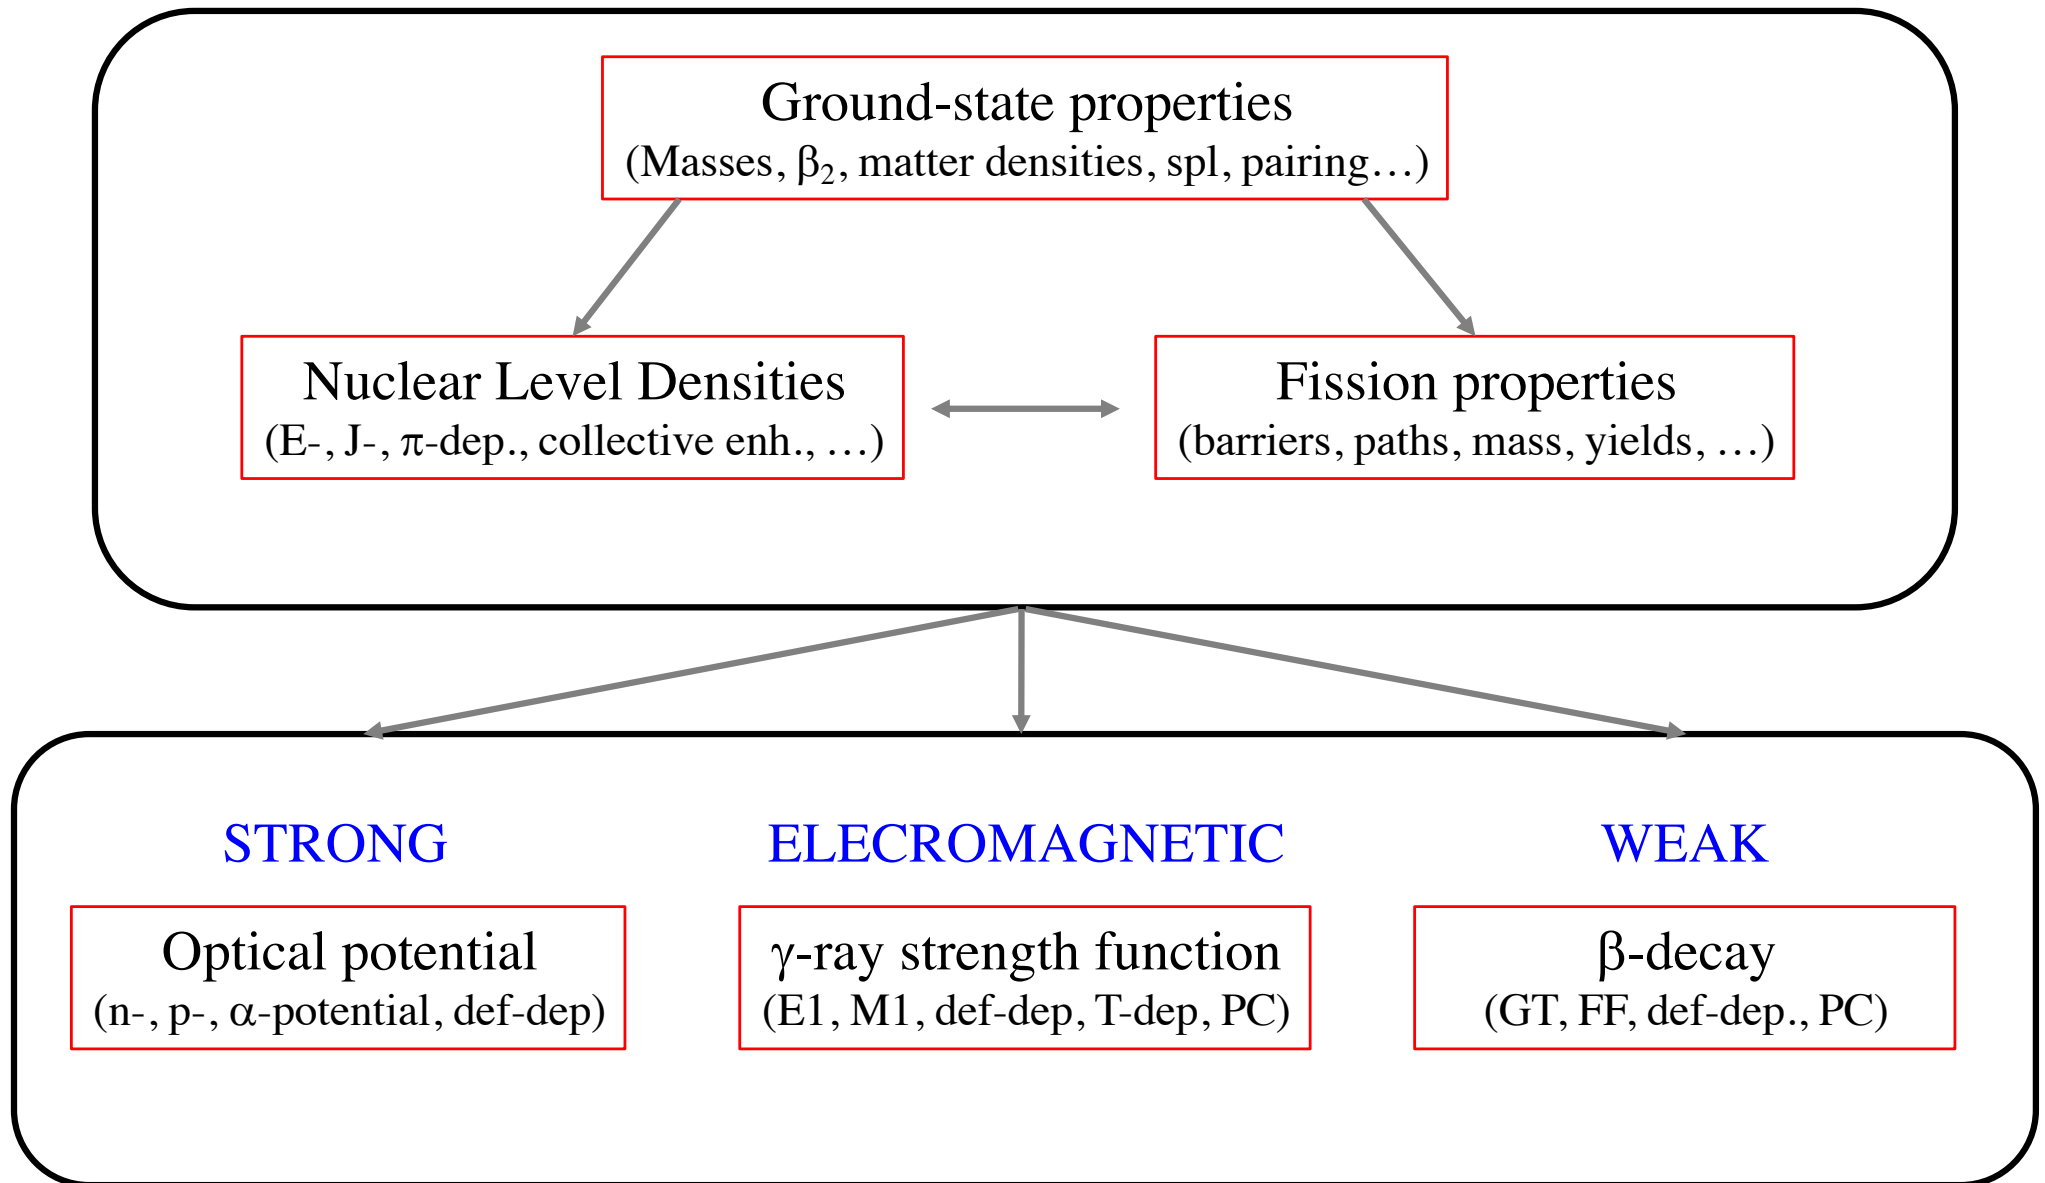 Ground-state properties
(Masses, β₂, matter densities, spl, pairing…)
Nuclear Level Densities
(E-, J-, π-dep., collective enh., …)
Fission properties
(barriers, paths, mass, yields, …)
STRONG
ELECROMAGNETIC
WEAK
Optical potential
(n-, p-, α-potential, def-dep)
γ-ray strength function
(E1, M1, def-dep, T-dep, PC)
β-decay
(GT, FF, def-dep., PC)